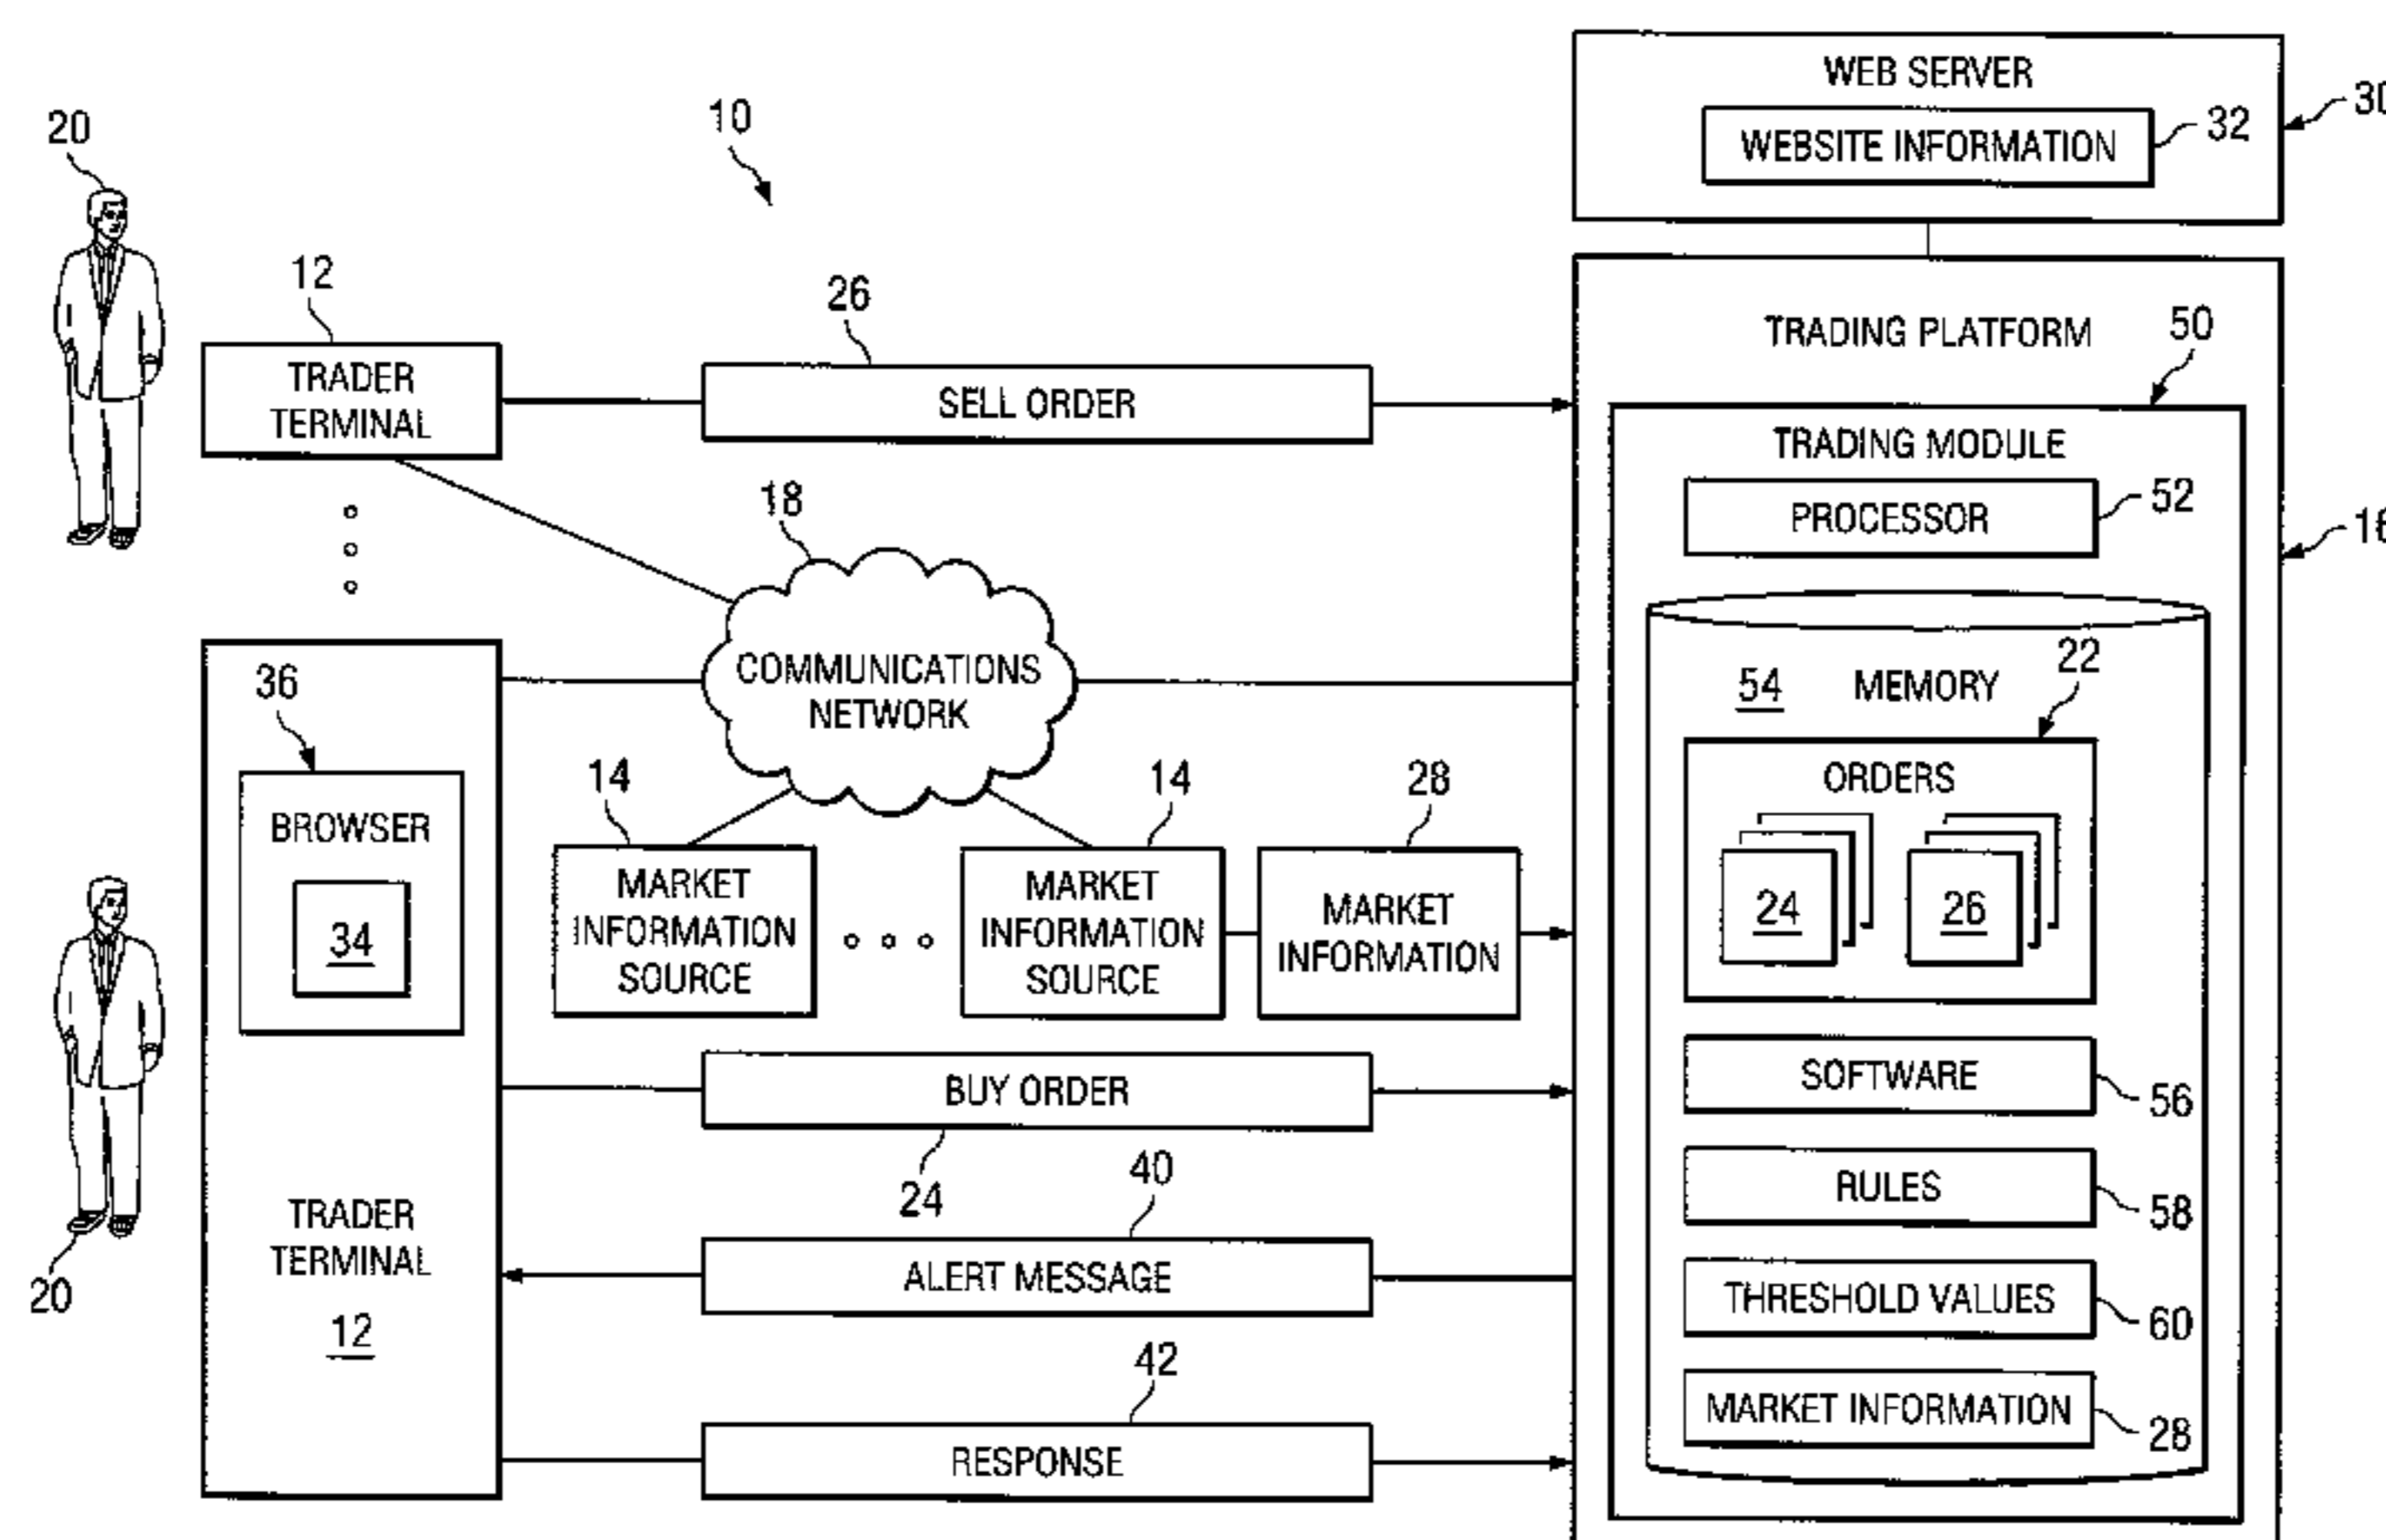 WEB SERVER
30
WEBSITE INFORMATION
32
10
20
12
TRADER
TERMINAL
26
SELL ORDER
TRADING PLATFORM
50
TRADING MODULE
PROCESSOR
52
16
18
COMMUNICATIONS
NETWORK
54
MEMORY
22
ORDERS
24
26
36
BROWSER
34
14
MARKET
INFORMATION
SOURCE
14
MARKET
INFORMATION
SOURCE
28
MARKET
INFORMATION
SOFTWARE
56
BUY ORDER
24
RULES
58
20
TRADER
TERMINAL
12
40
ALERT MESSAGE
THRESHOLD VALUES
60
42
RESPONSE
MARKET INFORMATION
28